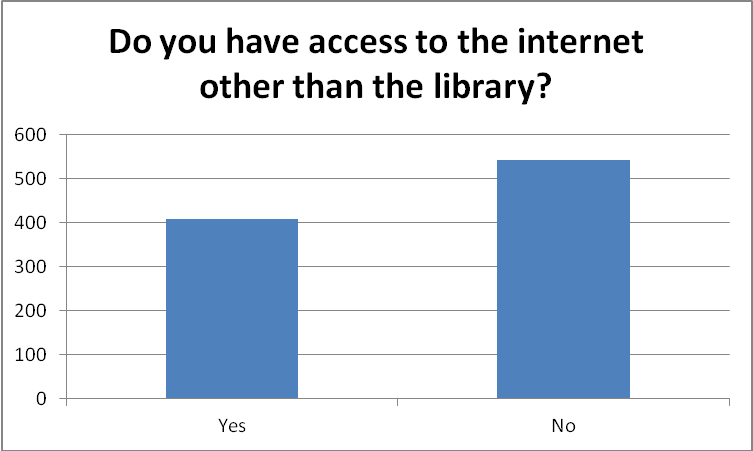 Do you have access to the internet
other than the library?
600
500
400
300
200
100
0
Yes No